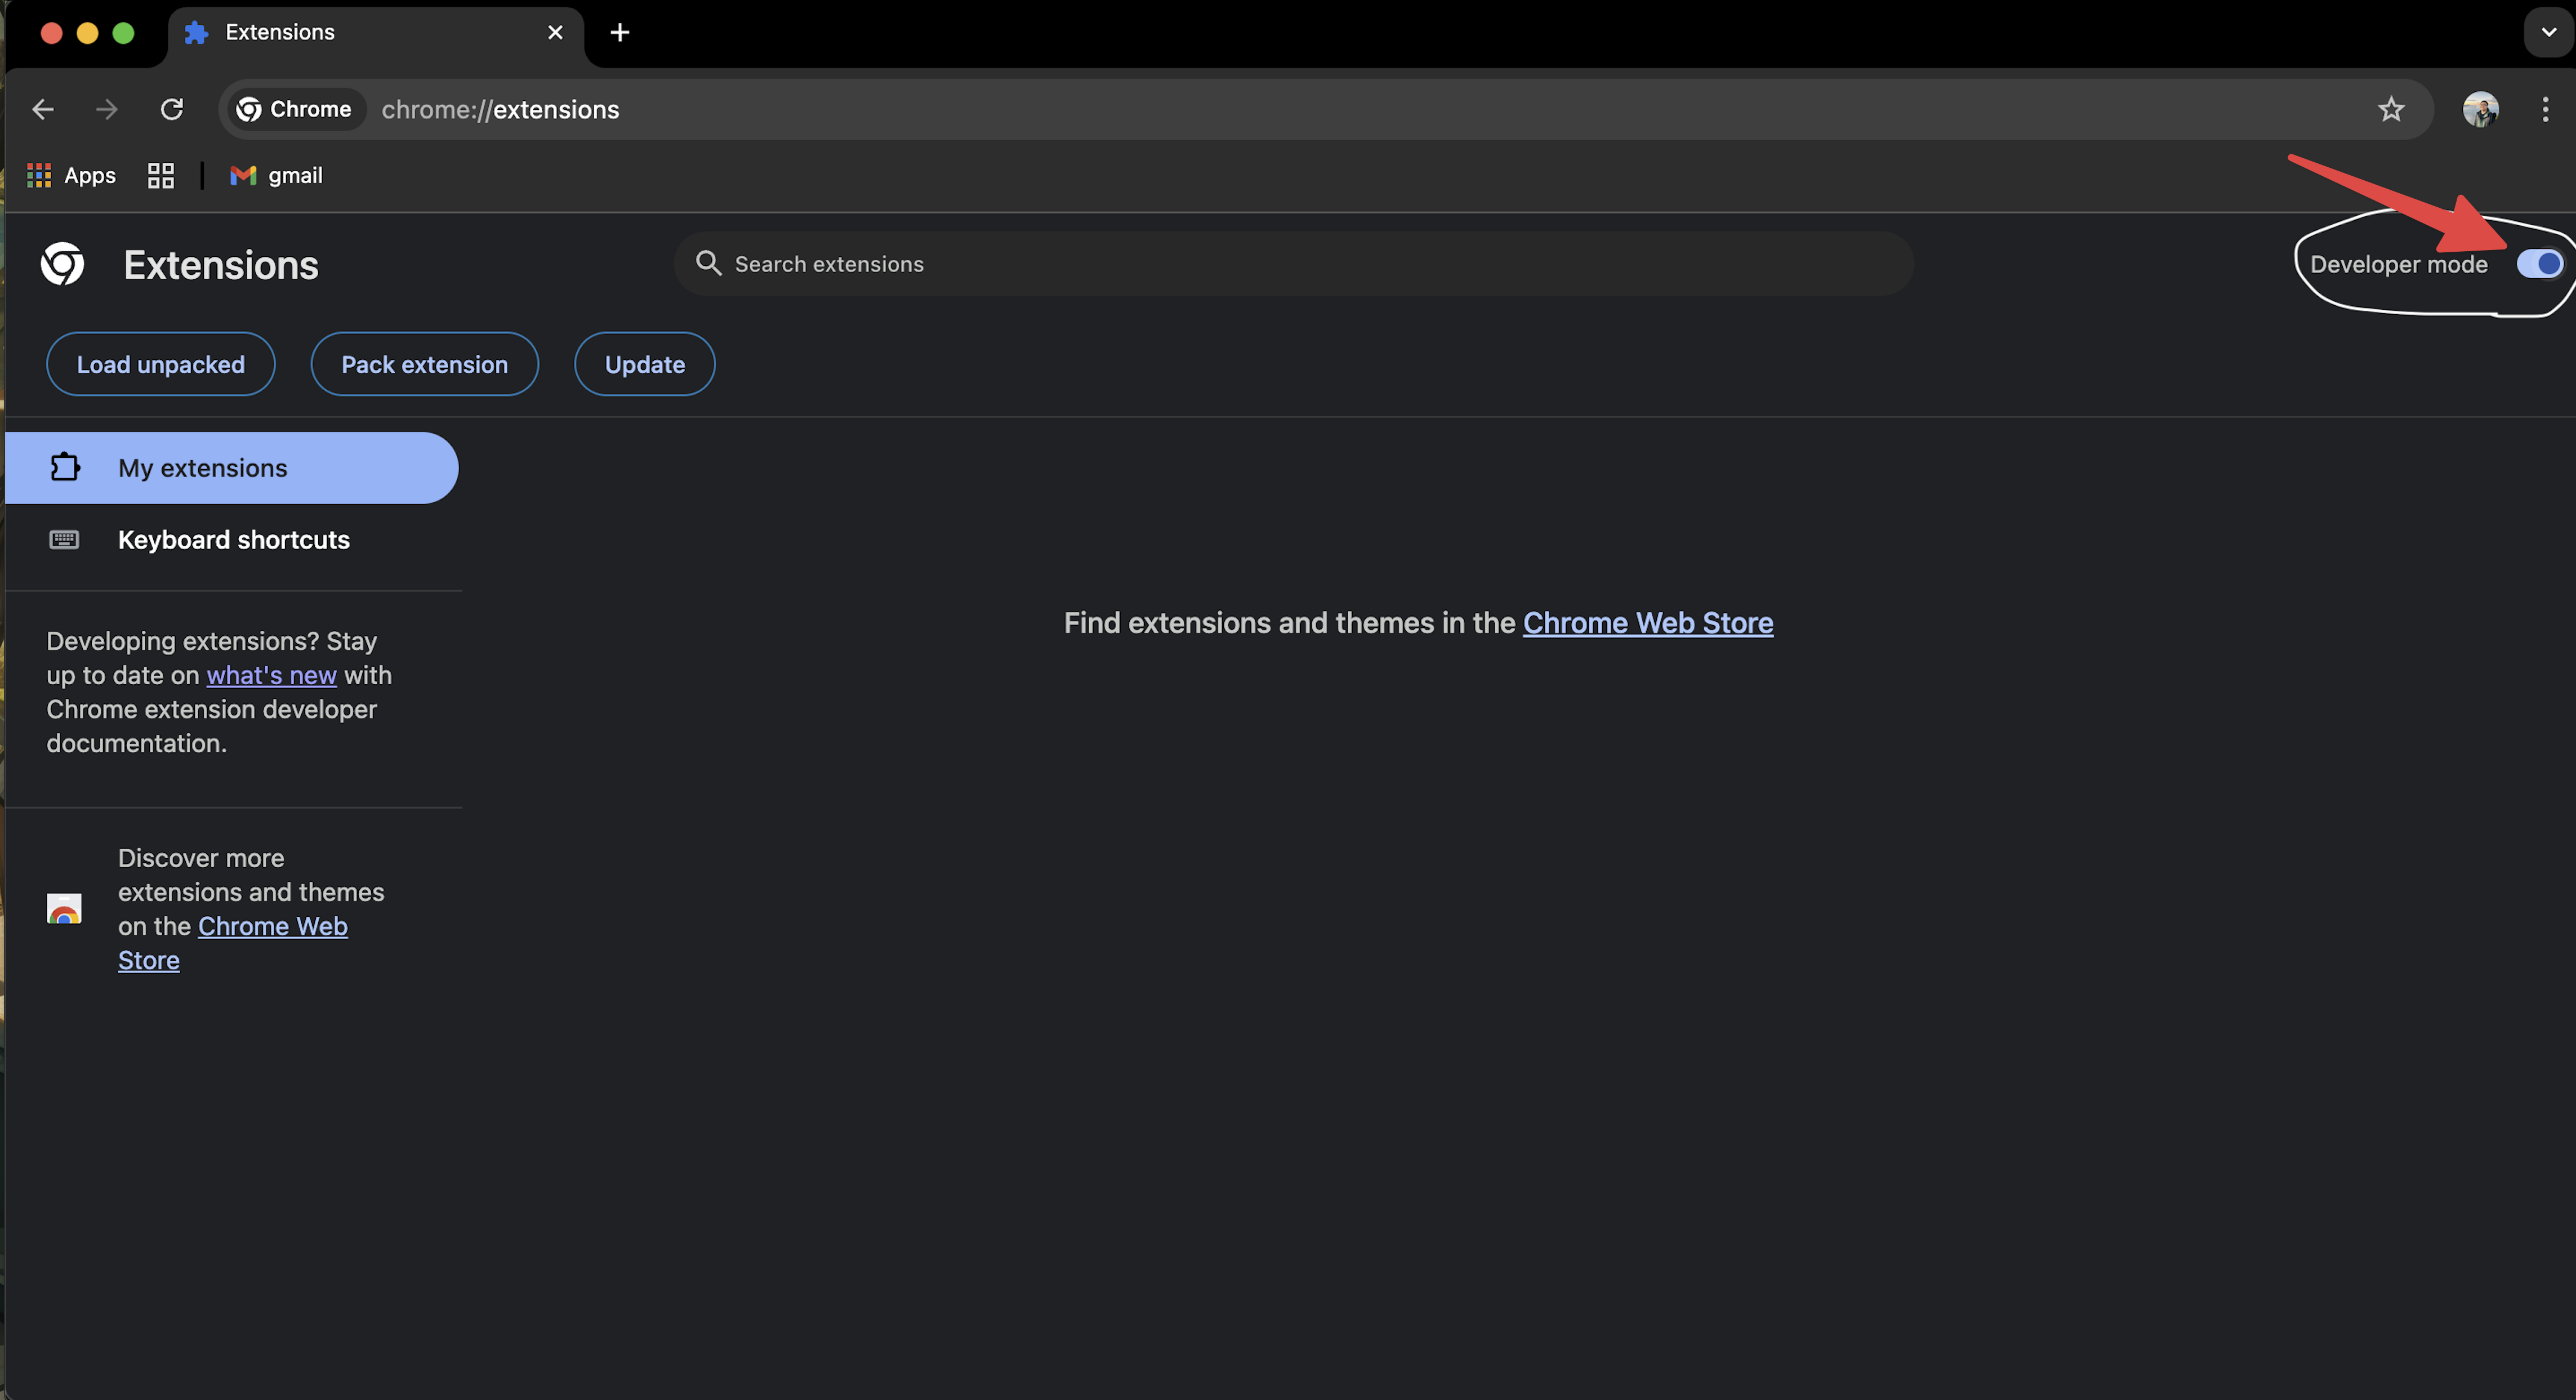 Extensions
Chrome chrome://extensions
Apps gmail
Extensions
Search extensions
Developer mode
Load unpacked
Pack extension
Update
My extensions
Keyboard shortcuts
Developing extensions? Stay
up to date on what's new with
Chrome extension developer
documentation.
Discover more
extensions and themes
on the Chrome Web
Store
Find extensions and themes in the Chrome Web Store